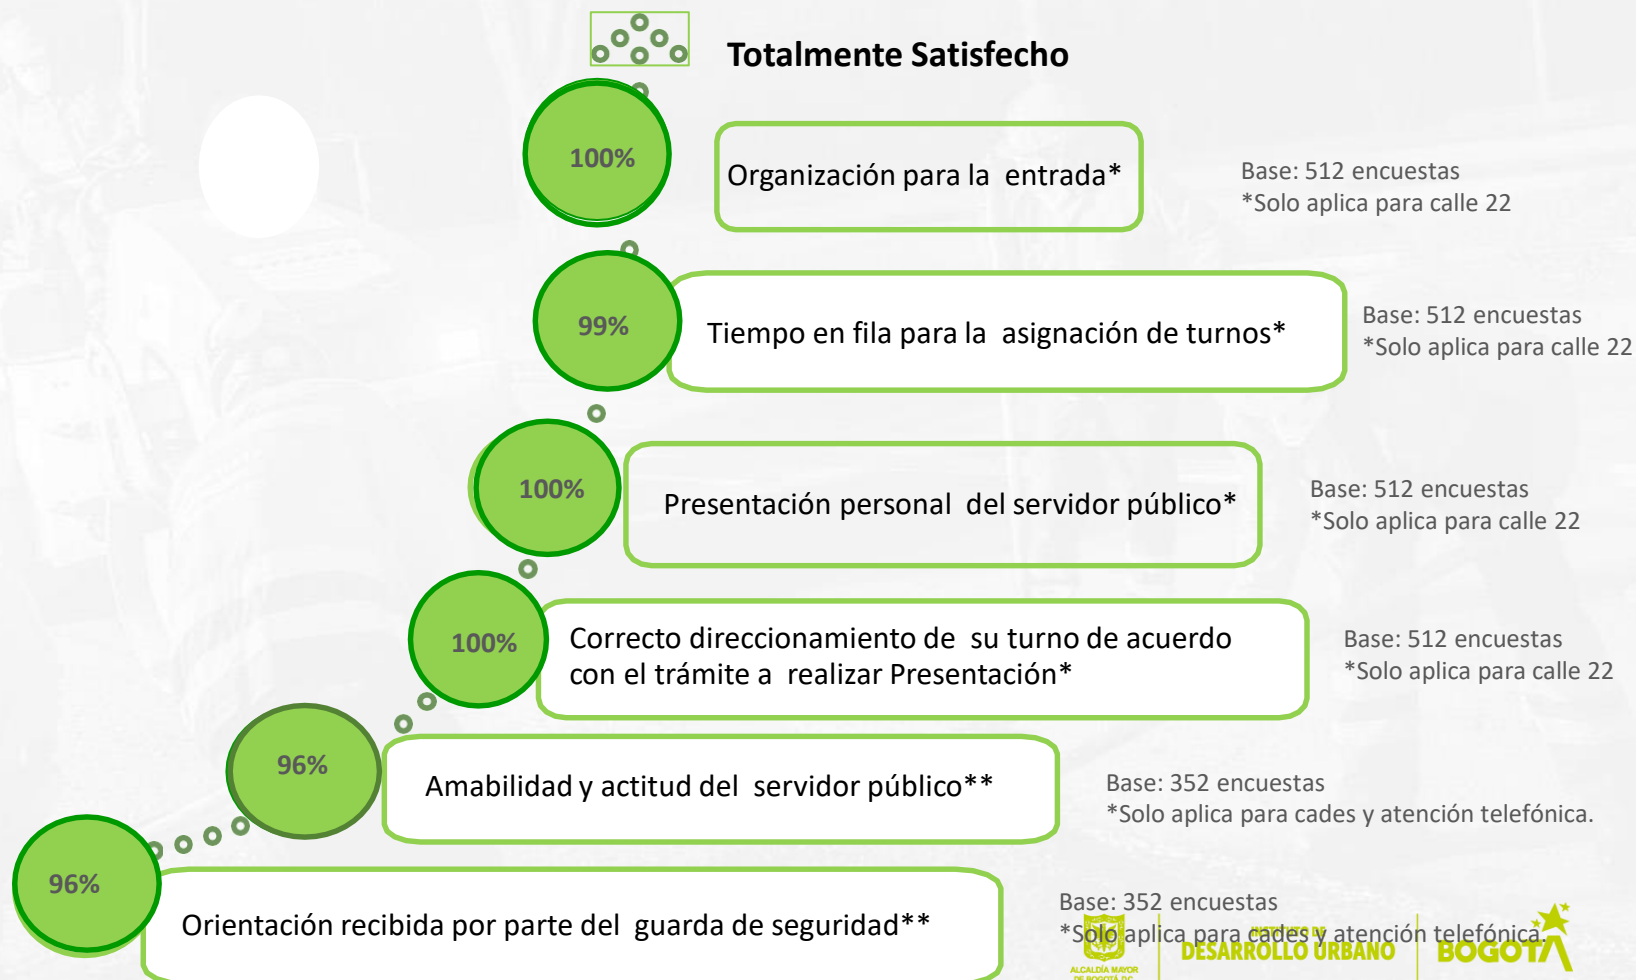 Totalmente Satisfecho
100%
Organización para la entrada*
Base: 512 encuestas
*Solo aplica para calle 22
99%
Tiempo en fila para la asignación de turnos*
Base: 512 encuestas
*Solo aplica para calle 22
100%
Presentación personal del servidor público*
Base: 512 encuestas
*Solo aplica para calle 22
100%
Correcto direccionamiento de su turno de acuerdo
con el trámite a realizar Presentación*
Base: 512 encuestas
*Solo aplica para calle 22
96%
Amabilidad y actitud del servidor público**
Base: 352 encuestas
*Solo aplica para cades y atención telefónica.
96%
Orientación recibida por parte del guarda de seguridad**
Base: 352 encuestas
*Solo aplica para cades y atención telefónica.
ALCALDÍA MAYOR
DE BOGOTÁ D.C.
DESARROLLO URBANO
BOGOTÁ